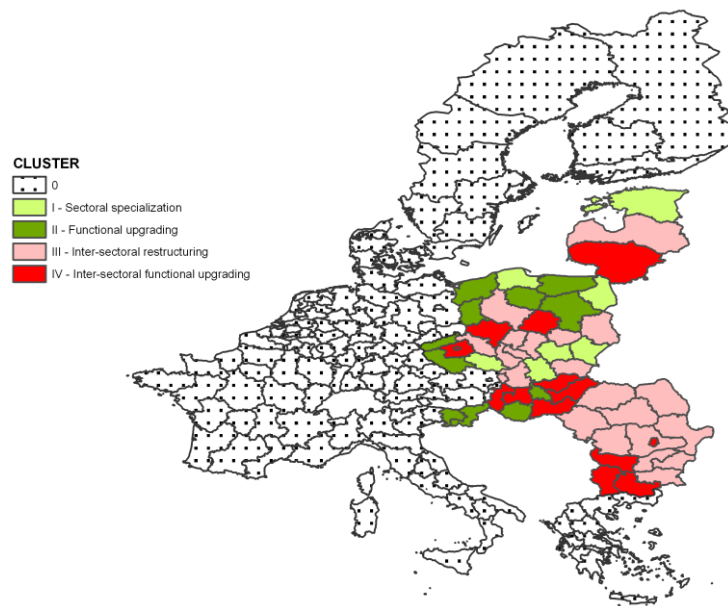 CLUSTER
0
I - Sectoral specialization
II - Functional upgrading
III - Inter-sectoral restructuring
IV - Inter-sectoral functional upgrading